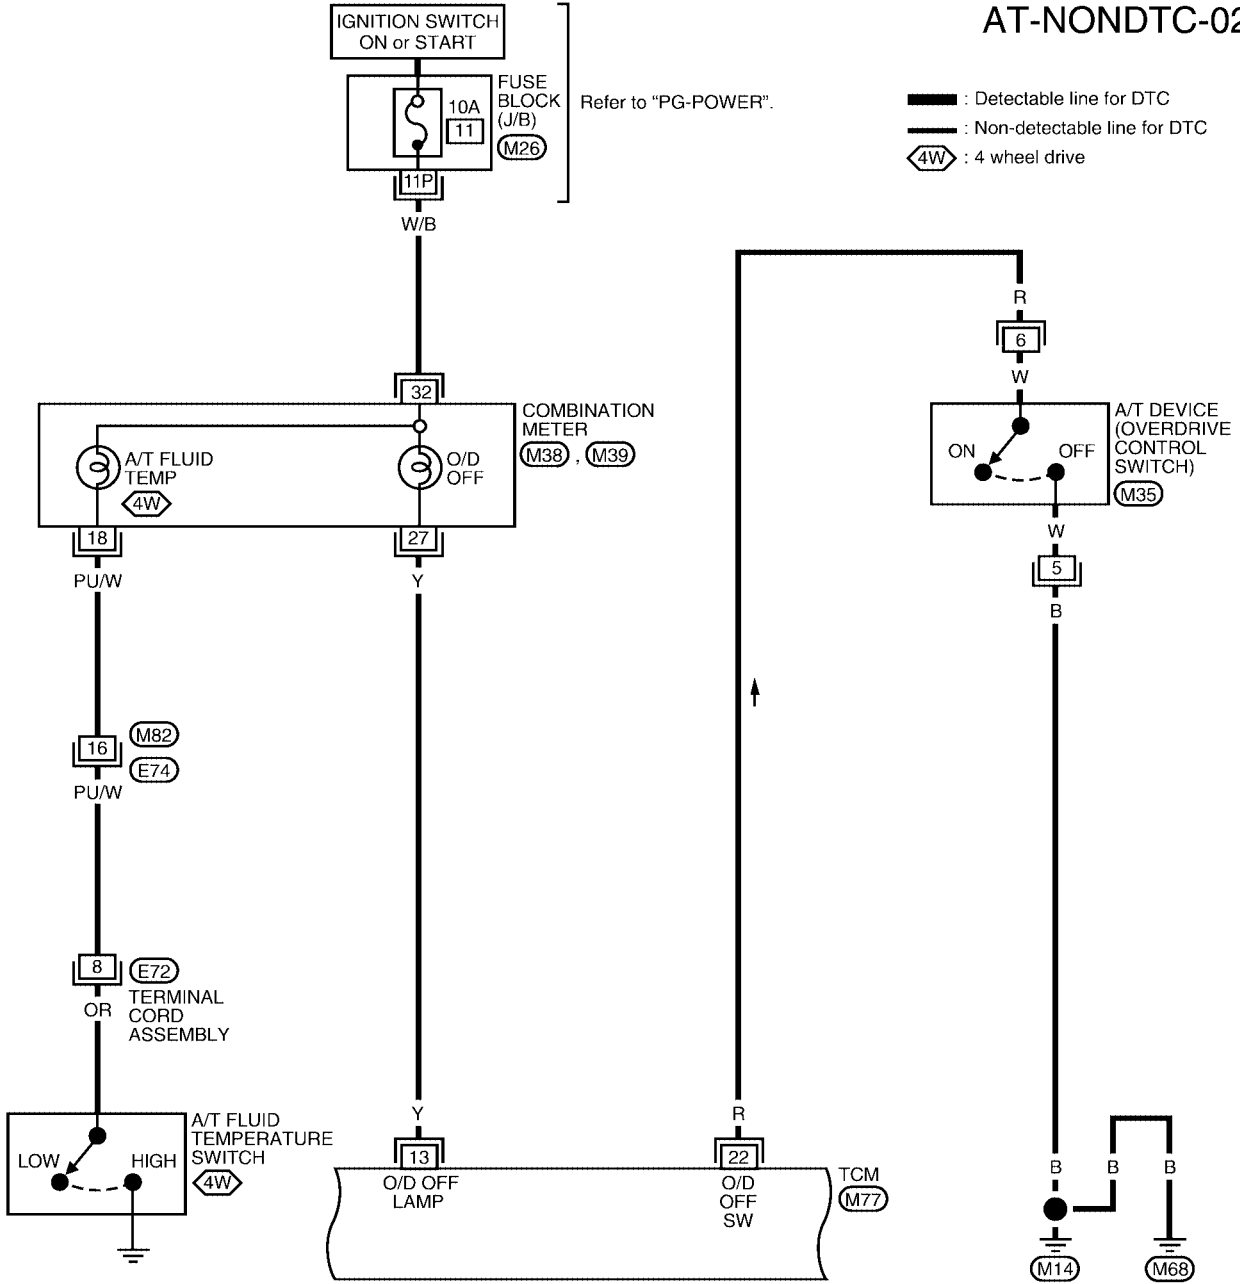 AT-NONDTC-02
IGNITION SWITCH
ON or START
FUSE
BLOCK
(J/B)
M26
10A
11
11P
Refer to "PG-POWER".
: Detectable line for DTC
: Non-detectable line for DTC
4W : 4 wheel drive
W/B
32
COMBINATION
METER
M38 , M39
A/T FLUID
TEMP
4W
O/D
OFF
18
27
PU/W
Y
R
6
W
A/T DEVICE
(OVERDRIVE
CONTROL
SWITCH)
M35
ON
OFF
W
5
B
16
M82
E74
PU/W
8
E72
TERMINAL
CORD
ASSEMBLY
OR
A/T FLUID
TEMPERATURE
SWITCH
4W
LOW
HIGH
Y
R
13
22
O/D OFF
LAMP
O/D
OFF
SW
TCM
M77
B
B
B
M14
M68